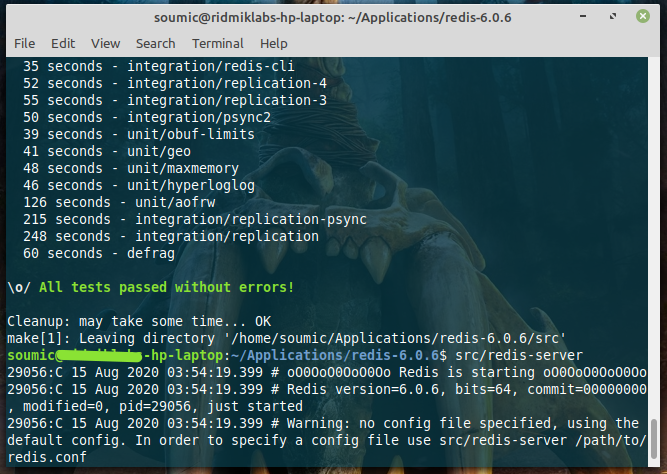 soumic@ridmiklabs-hp-laptop: ~/Applications/redis-6.0.6
File Edit View Search Terminal Help
35 seconds - integration/redis-cli
52 seconds - integration/replication-4
55 seconds - integration/replication-3
50 seconds - integration/psync2
39 seconds - unit/obuf-limits
41 seconds - unit/geo
48 seconds - unit/maxmemory
46 seconds - unit/hyperloglog
126 seconds - unit/aofrw
215 seconds - integration/replication-psync
248 seconds - integration/replication
60 seconds - defrag
\o/ All tests passed without errors!
Cleanup: may take some time... OK
make[1]: Leaving directory '/home/soumic/Applications/redis-6.0.6/src'
soumic -hp-laptop:~/Applications/redis-6.0.6$ src/redis-server
29056:C 15 Aug 2020 03:54:19.399 # oO0OoO0OoO0Oo Redis is starting oO0OoO0OoO0Oo
29056:C 15 Aug 2020 03:54:19.399 # Redis version=6.0.6, bits=64, commit=00000000
, modified=0, pid=29056, just started
29056:C 15 Aug 2020 03:54:19.399 # Warning: no config file specified, using the
default config. In order to specify a config file use src/redis-server /path/to/
redis.conf